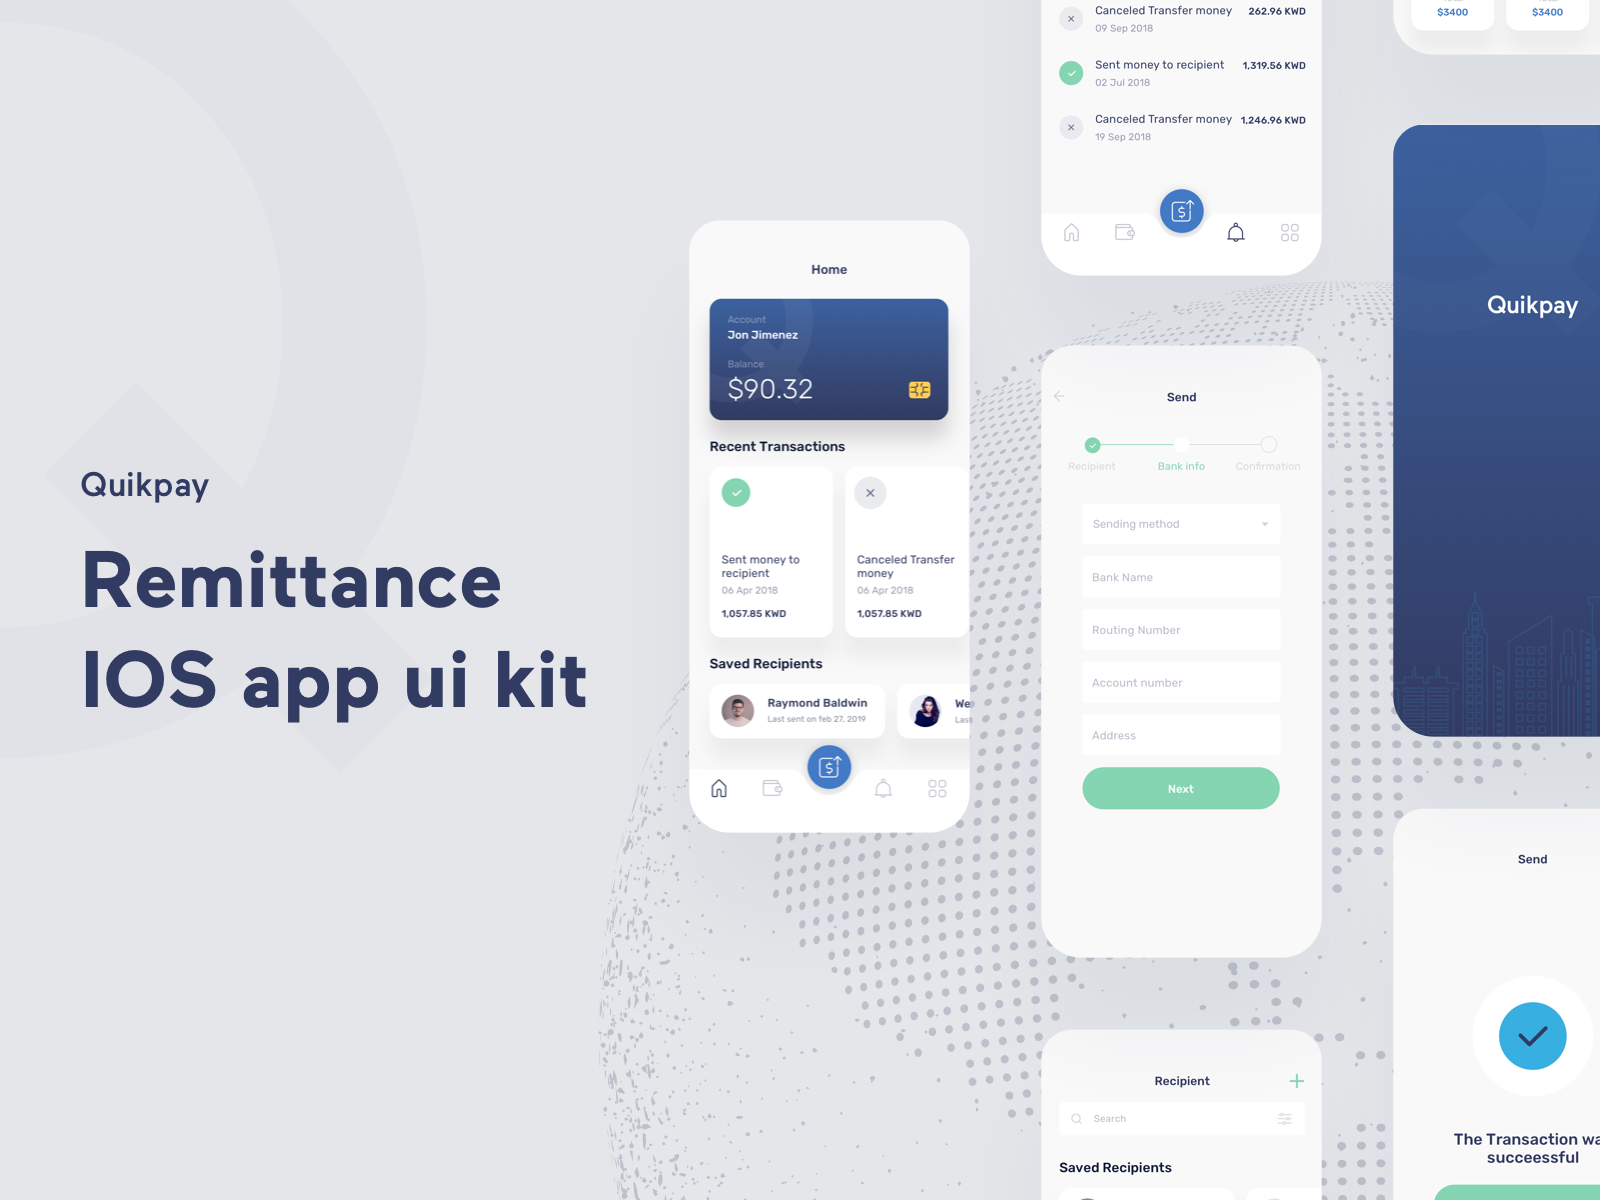 Quikpay
Remittance
IOS app ui kit
Home
Account
Jon Jimenez
Balance
$90.32
Recent Transactions
Sent money to
recipient
06 Apr 2018
1,057.85 KWD
Canceled Transfer
money
06 Apr 2018
1,057.85 KWD
Saved Recipients
Raymond Baldwin
Last sent on feb 27, 2019
We
Las
Canceled Transfer money 262.96 KWD
09 Sep 2018
Sent money to recipient 1,319.56 KWD
02 Jul 2018
Canceled Transfer money 1,246.96 KWD
19 Sep 2018
Send
Recipient Bank info Confirmation
Sending method
Bank Name
Routing Number
Account number
Address
Next
Recipient
Search
Saved Recipients
$3400 $3400
Quikpay
Send
The Transaction wa
succeessful